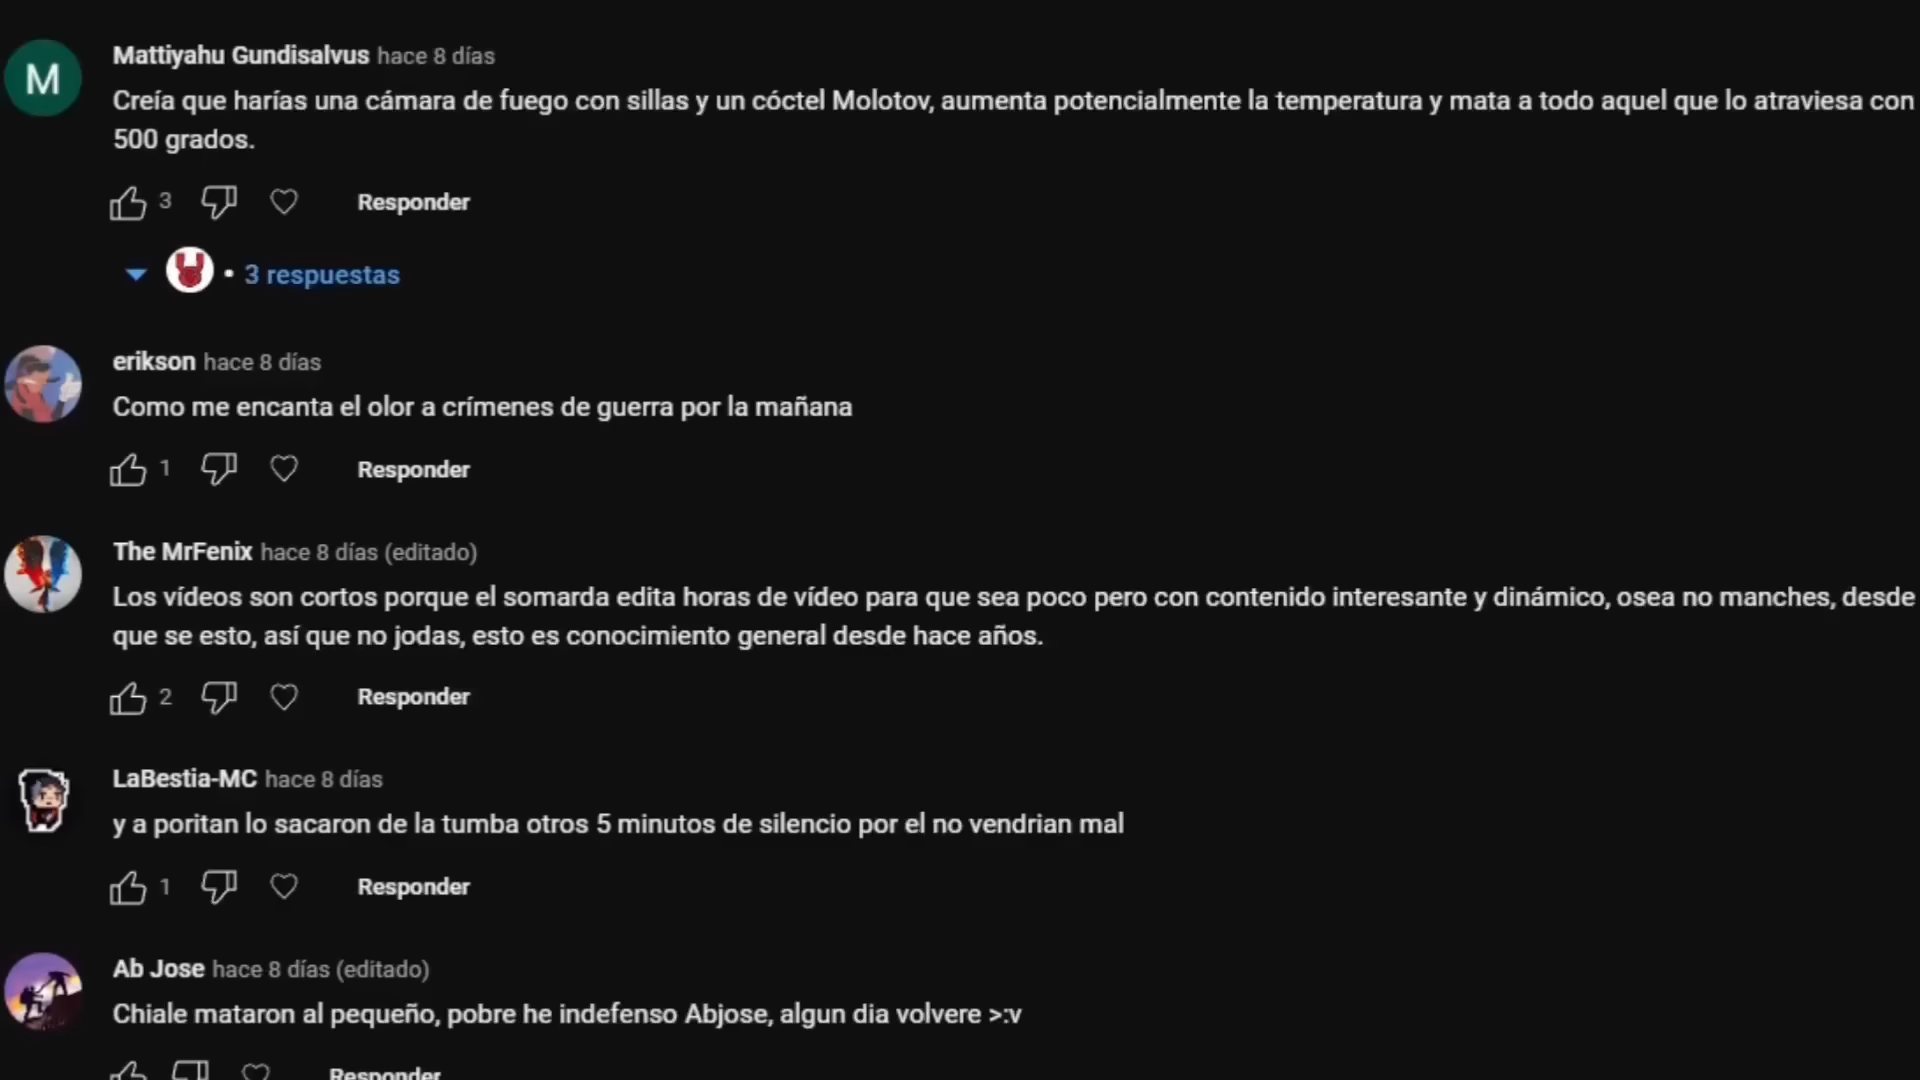 M
Mattiyahu Gundisalvus hace 8 días
Creía que harías una cámara de fuego con sillas y un cóctel Molotov, aumenta potencialmente la temperatura y mata a todo aquel que lo atraviesa con
500 grados.
3 Responder
• 3 respuestas
erikson hace 8 días
Como me encanta el olor a crímenes de guerra por la mañana
1 Responder
The MrFenix hace 8 días (editado)
Los vídeos son cortos porque el somarda edita horas de vídeo para que sea poco pero con contenido interesante y dinámico, osea no manches, desde
que se esto, así que no jodas, esto es conocimiento general desde hace años.
2 Responder
LaBestia-MC hace 8 días
y a poritan lo sacaron de la tumba otros 5 minutos de silencio por el no vendrian mal
1 Responder
Ab Jose hace 8 días (editado)
Chiale mataron al pequeño, pobre he indefenso Abjose, algun dia volvere >:v
Responder